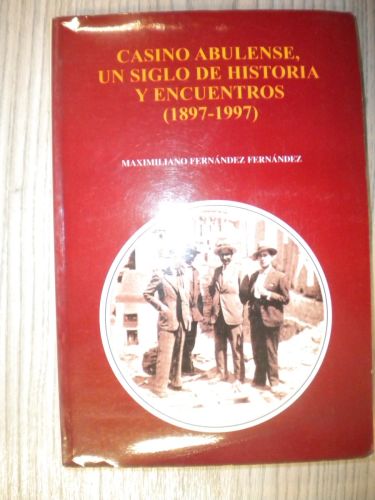 CASINO ABULENSE,
UN SIGLO DE HISTORIA
Y ENCUENTROS
(1897-1997)
MAXIMILIANO FERNÁNDEZ FERNÁNDEZ